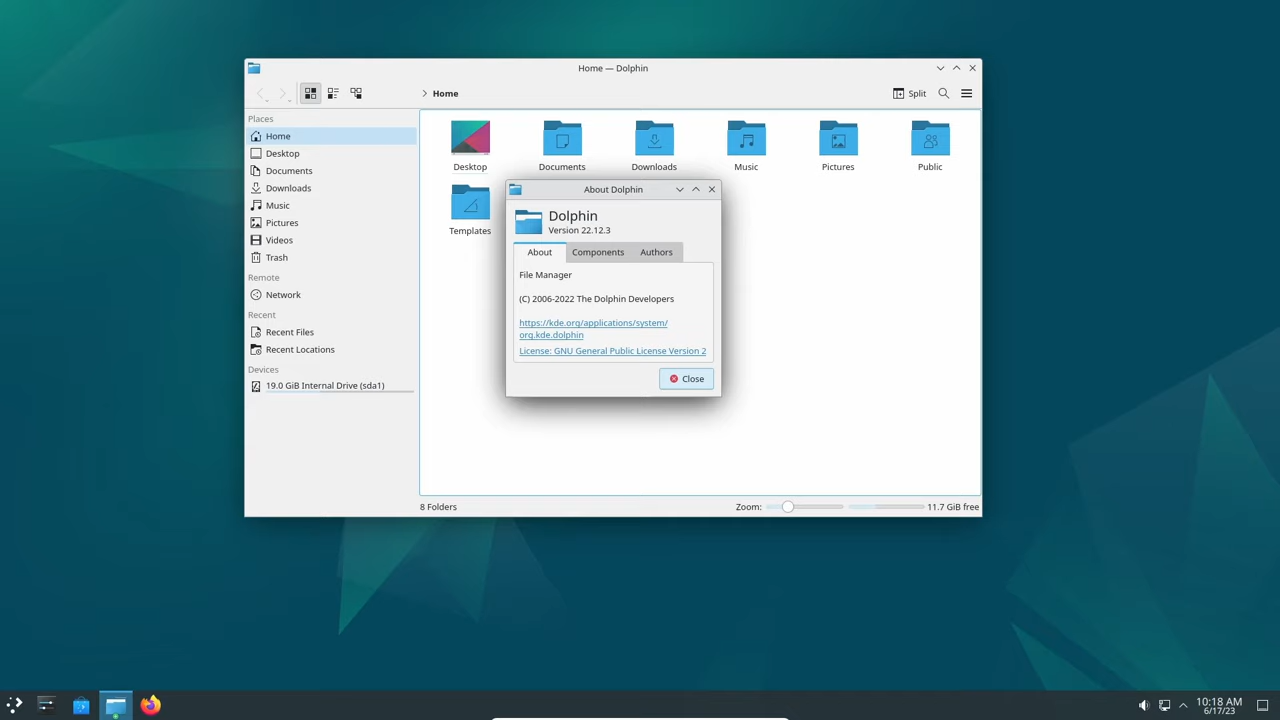 Home — Dolphin
Home
Split
Places
Home
Desktop
Documents
Downloads
Music
Pictures
Videos
Trash
Remote
Network
Recent
Recent Files
Recent Locations
Devices
19.0 GiB Internal Drive (sda1)
Desktop
Documents
Downloads
Music
Pictures
Public
Templates
About Dolphin
Dolphin
Version 22.12.3
About
Components
Authors
File Manager
(C) 2006-2022 The Dolphin Developers
https://kde.org/applications/system/
org.kde.dolphin
License: GNU General Public License Version 2
Close
8 Folders
Zoom:
11.7 GiB free
10:18 AM
6/17/23